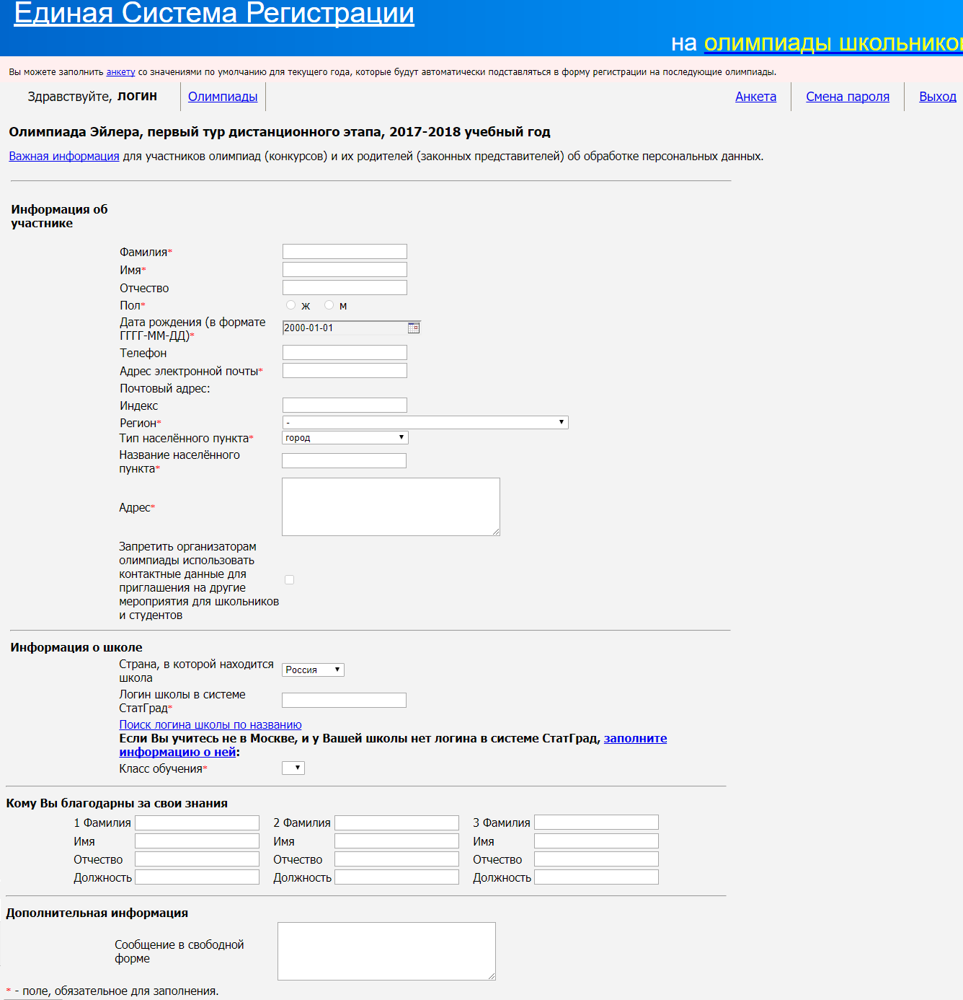 Единая Система Регистрации
на олимпиады школьников
Вы можете заполнить анкету со значениями по умолчанию для текущего года, которые будут автоматически подставляться в форму регистрации на последующие олимпиады.
Здравствуйте, логин Олимпиады Анкета Смена пароля Выход
Олимпиада Эйлера, первый тур дистанционного этапа, 2017-2018 учебный год
Важная информация для участников олимпиад (конкурсов) и их родителей (законных представителей) об обработке персональных данных.
Информация об
участнике
Фамилия*
Имя*
Отчество
Пол* ж м
Дата рождения (в формате
ГГГГ-ММ-ДД)* 2000-01-01
Телефон
Адрес электронной почты*
Почтовый адрес:
Индекс
Регион* -
Тип населённого пункта* город
Название населённого
пункта*
Адрес*
Запретить организаторам
олимпиады использовать
контактные данные для
приглашения на другие
мероприятия для школьников
и студентов
Информация о школе
Страна, в которой находится
школа Россия
Логин школы в системе
СтатГрад*
Поиск логина школы по названию
Если Вы учитесь не в Москве, и у Вашей школы нет логина в системе СтатГрад, заполните
информацию о ней:
Класс обучения*
Кому Вы благодарны за свои знания
1 Фамилия 2 Фамилия 3 Фамилия
Имя Имя Имя
Отчество Отчество Отчество
Должность Должность Должность
Дополнительная информация
Сообщение в свободной
форме
* - поле, обязательное для заполнения.